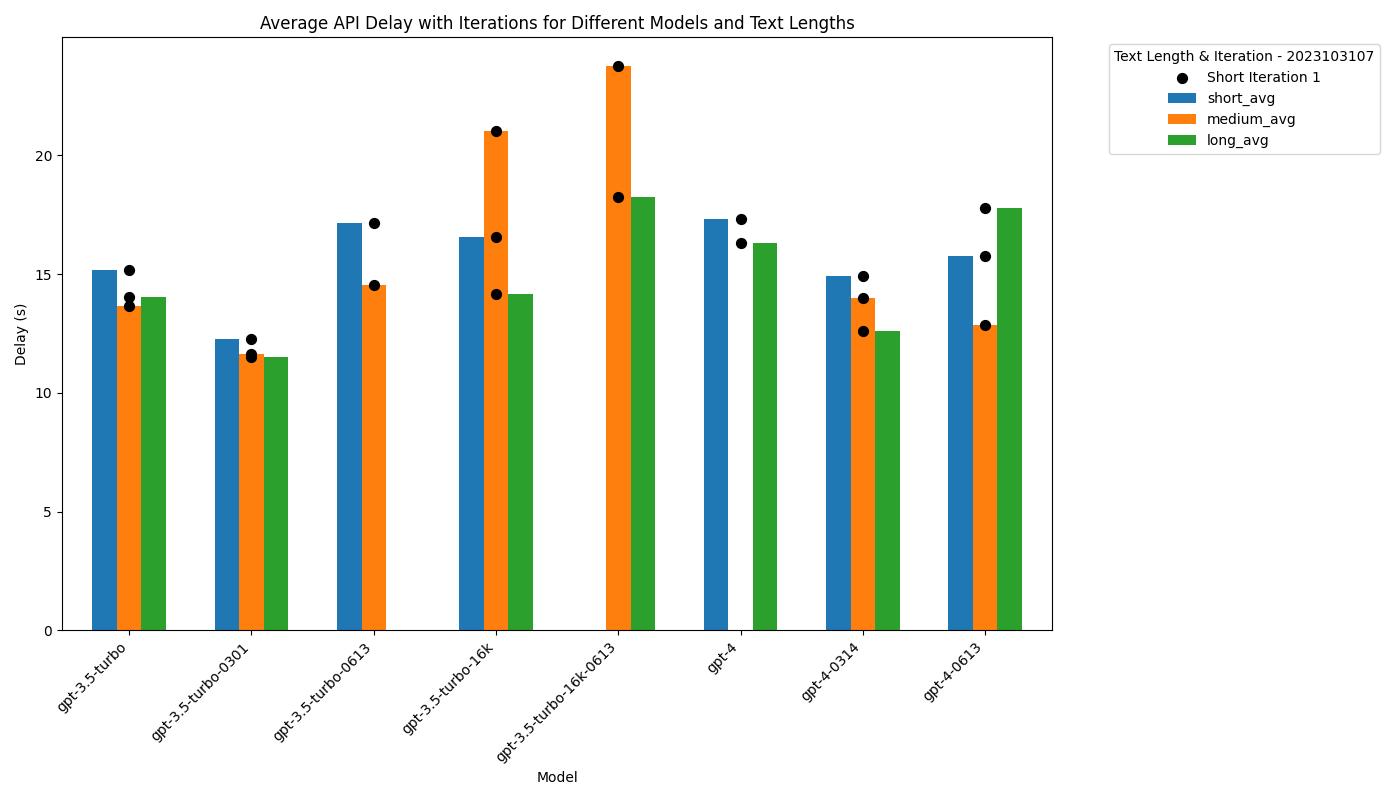 Average API Delay with Iterations for Different Models and Text Lengths
Text Length & Iteration - 2023103107
Short Iteration 1
short_avg
medium_avg
long_avg
Delay (s)
20
15
10
5
0
gpt-3.5-turbo
gpt-3.5-turbo-0301
gpt-3.5-turbo-0613
gpt-3.5-turbo-16k
gpt-3.5-turbo-16k-0613
gpt-4
gpt-4-0314
gpt-4-0613
Model